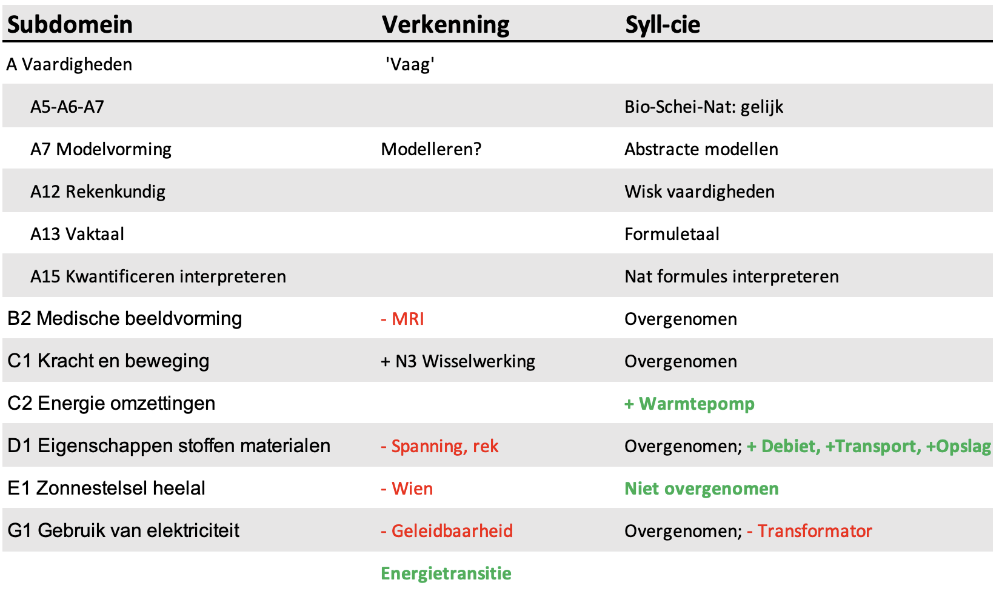 Subdomein Verkenning Syll-cie
A Vaardigheden 'Vaag'
A5-A6-A7 Bio-Schei-Nat: gelijk
A7 Modelvorming Modelleren? Abstracte modellen
A12 Rekenkundig Wisk vaardigheden
A13 Vaktaal Formuletaal
A15 Kwantificeren interpreteren Nat formules interpreteren
B2 Medische beeldvorming - MRI Overgenomen
C1 Kracht en beweging + N3 Wisselwerking Overgenomen
C2 Energie omzettingen + Warmtepomp
D1 Eigenschappen stoffen materialen - Spanning, rek Overgenomen; + Debiet, +Transport, +Opslag
E1 Zonnestelsel heelal - Wien Niet overgenomen
G1 Gebruik van elektriciteit - Geleidbaarheid Overgenomen; - Transformator
Energietransitie